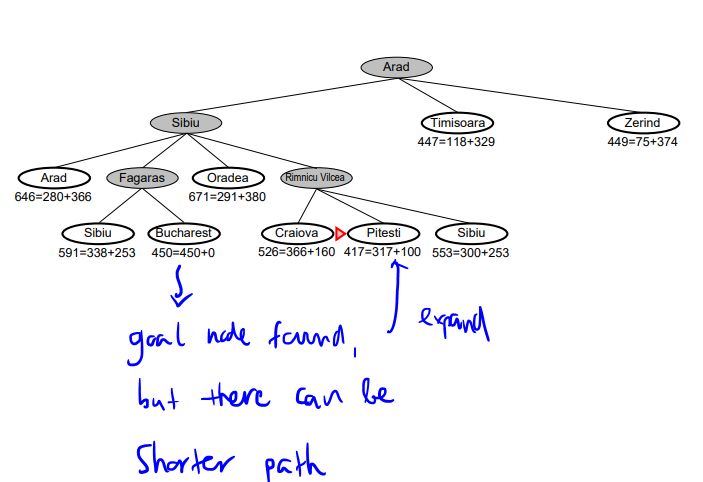 Arad
Sibiu Timisoara Zerind
447=118+329 449=75+374
Arad Fagaras Oradea Rimnicu Vilcea
646=280+366 671=291+380
Sibiu Bucharest Craiova Pitesti Sibiu
591=338+253 450=450+0 526=366+160 417=317+100 553=300+253
expand
goal node found,
but there can be
shorter path